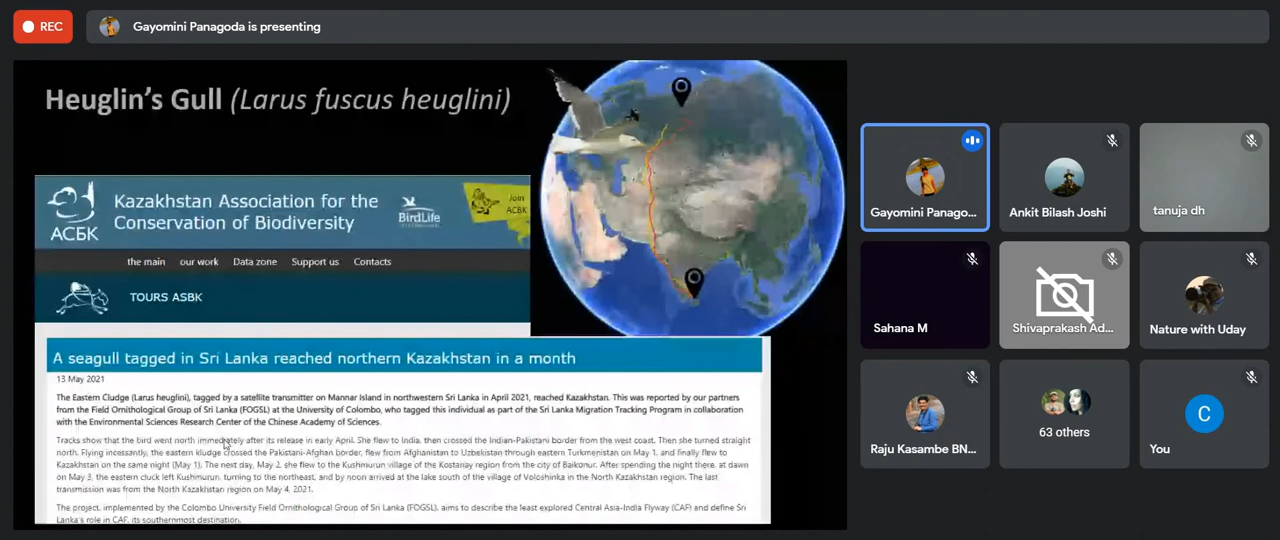 REC
Gayomini Panagoda is presenting
Heuglin's Gull (Larus fuscus heuglini)
АСБК
Kazakhstan Association for the
Conservation of Biodiversity
BirdLife
Join
ACBK
the main our work Data zone Support us Contacts
TOURS ASBK
A seagull tagged in Sri Lanka reached northern Kazakhstan in a month
13 May 2021
The Eastern Cludge (Larus heuglini), tagged by a satellite transmitter on Mannar Island in northwestern Sri Lanka in April 2021, reached Kazakhstan. This was reported by our partners
from the Field Ornithological Group of Sri Lanka (FOGSL) at the University of Colombo, who tagged this individual as part of the Sri Lanka Migration Tracking Program in collaboration
with the Environmental Sciences Research Center of the Chinese Academy of Sciences.
Tracks show that the bird went north immediately after its release in early April. She flew to India, then crossed the Indian-Pakistani border from the west coast. Then she turned straight
north. Flying incessantly, the eastern kludge crossed the Pakistani-Afghan border, flew from Afghanistan to Uzbekistan through eastern Turkmenistan on May 1, and finally flew to
Kazakhstan on the same night (May 1). The next day, May 2, she flew to the Kushmurun village of the Kostanay region from the city of Baikonur. After spending the night there, at dawn
on May 3, the eastern cluck left Kushmurun, turning to the northeast, and by noon arrived at the lake south of the village of Voloshinka in the North Kazakhstan region. The last
transmission was from the North Kazakhstan region on May 4, 2021.
The project, implemented by the Colombo University Field Ornithological Group of Sri Lanka (FOGSL), aims to describe the least explored Central Asia-India Flyway (CAF) and define Sri
Lanka's role in CAF, its southernmost destination.
Gayomini Panago...
Ankit Bilash Joshi
tanuja dh
Sahana M
Shivaprakash Ad...
Nature with Uday
Raju Kasambe BN...
63 others
C
You